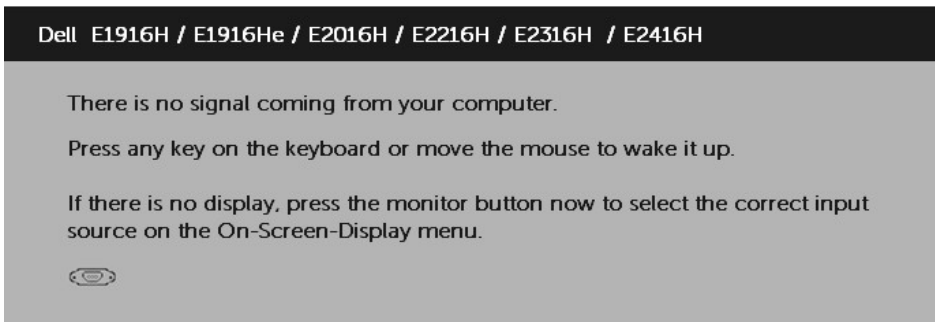 Dell E1916H / E1916He / E2016H / E2216H / E2316H / E2416H
There is no signal coming from your computer.
Press any key on the keyboard or move the mouse to wake it up.
If there is no display, press the monitor button now to select the correct input
source on the On-Screen-Display menu.